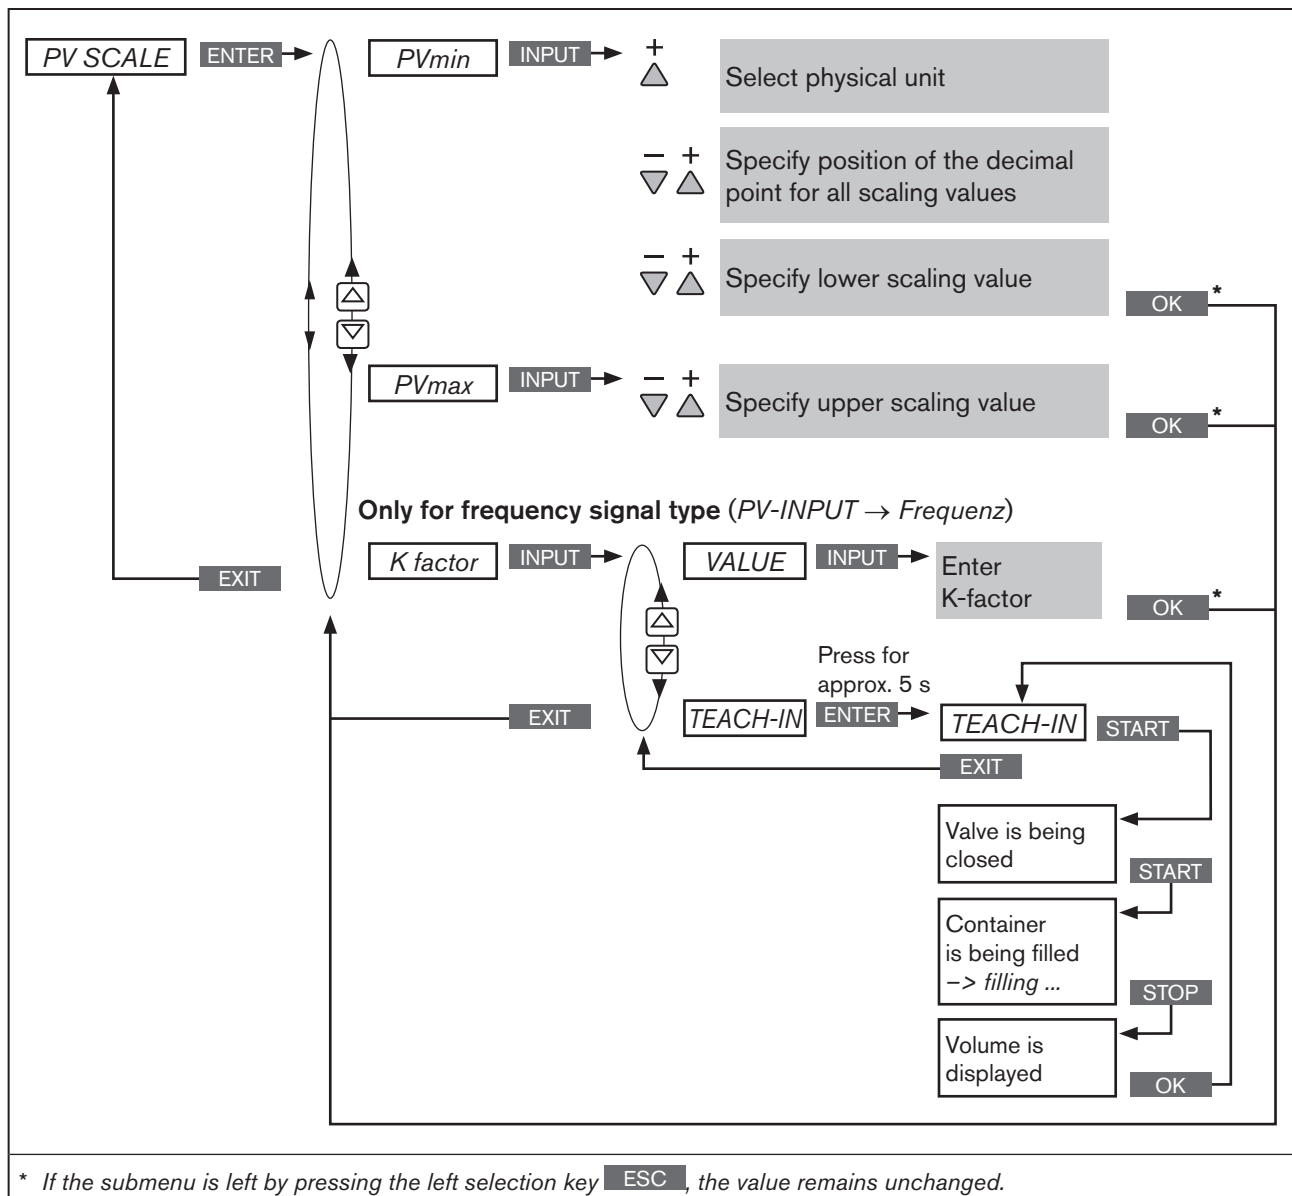 PV SCALE ENTER PVmin INPUT +
Select physical unit
− +
Specify position of the decimal
point for all scaling values
− +
Specify lower scaling value
OK *
PVmax INPUT − +
Specify upper scaling value
OK *
Only for frequency signal type (PV-INPUT → Frequenz)
K factor INPUT VALUE INPUT
Enter
K-factor
EXIT
OK *
Press for
approx. 5 s
EXIT TEACH-IN ENTER TEACH-IN START
EXIT
Valve is being
closed
START
Container
is being filled
–> filling ...
STOP
Volume is
displayed
OK
* If the submenu is left by pressing the left selection key ESC , the value remains unchanged.